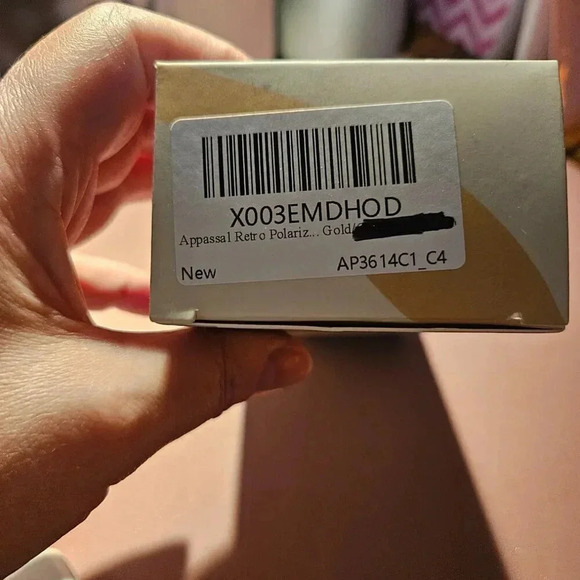 X003EMDHOD
Appassal Retro Polariz... Gold/
New
AP3614C1_C4